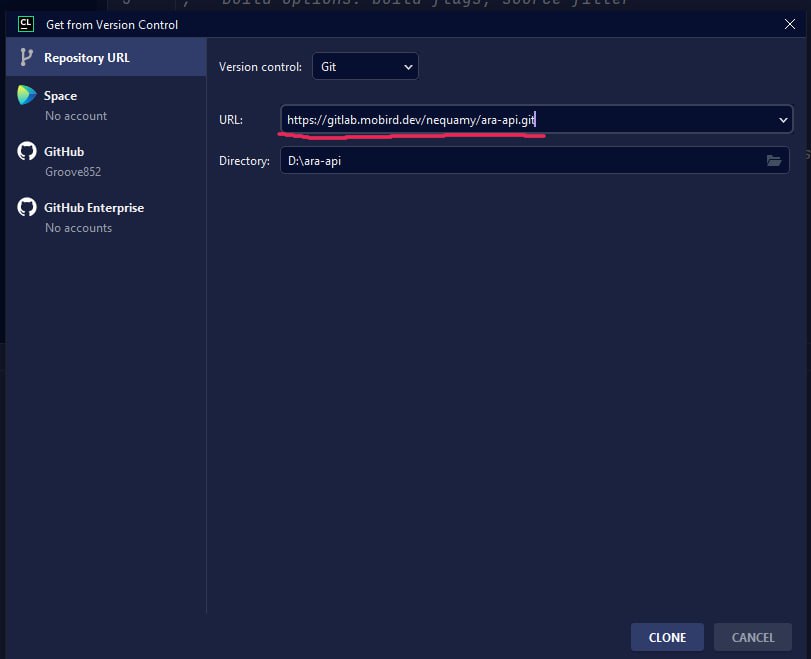 ; Build options: build flags, source filter
CL
Get from Version Control
Repository URL
Space
No account
GitHub
Groove852
GitHub Enterprise
No accounts
Version control: Git
URL: https://gitlab.mobird.dev/nequamy/ara-api.git
Directory: D:\ara-api
CLONE CANCEL